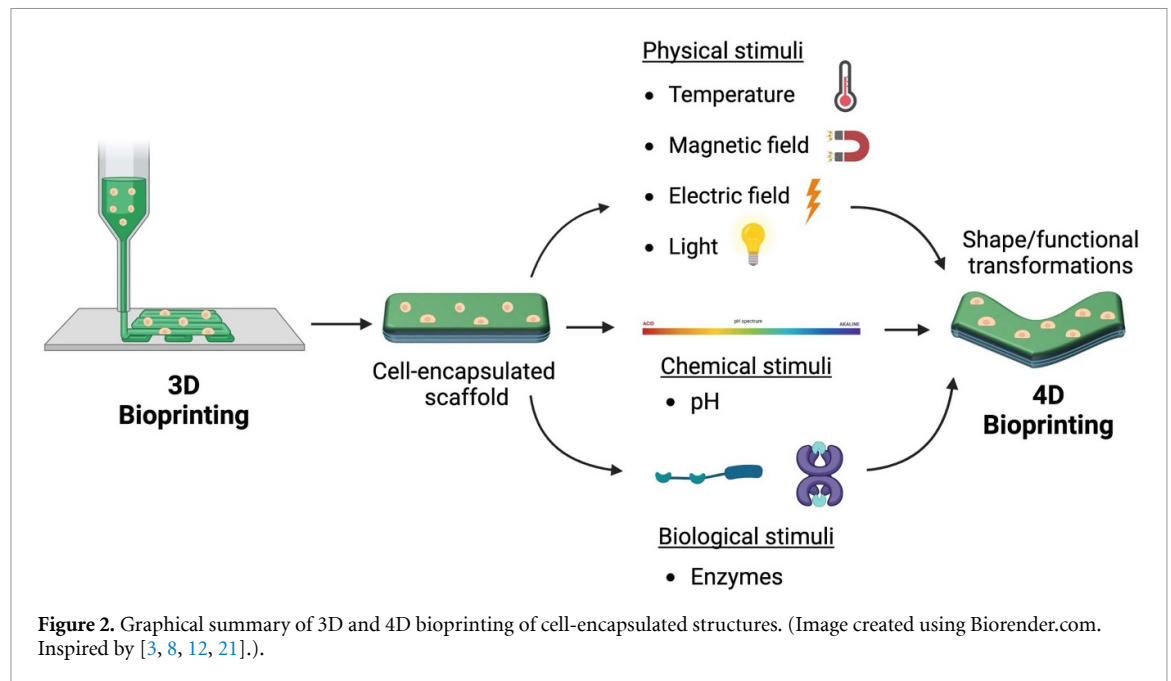 Physical stimuli
• Temperature
• Magnetic field
• Electric field
• Light
Shape/functional
transformations
3D
Bioprinting
Cell-encapsulated
scaffold
ACID
pH spectrum
ALKALINE
Chemical stimuli
• pH
4D
Bioprinting
Biological stimuli
• Enzymes
Figure 2. Graphical summary of 3D and 4D bioprinting of cell-encapsulated structures. (Image created using Biorender.com.
Inspired by [3, 8, 12, 21].).